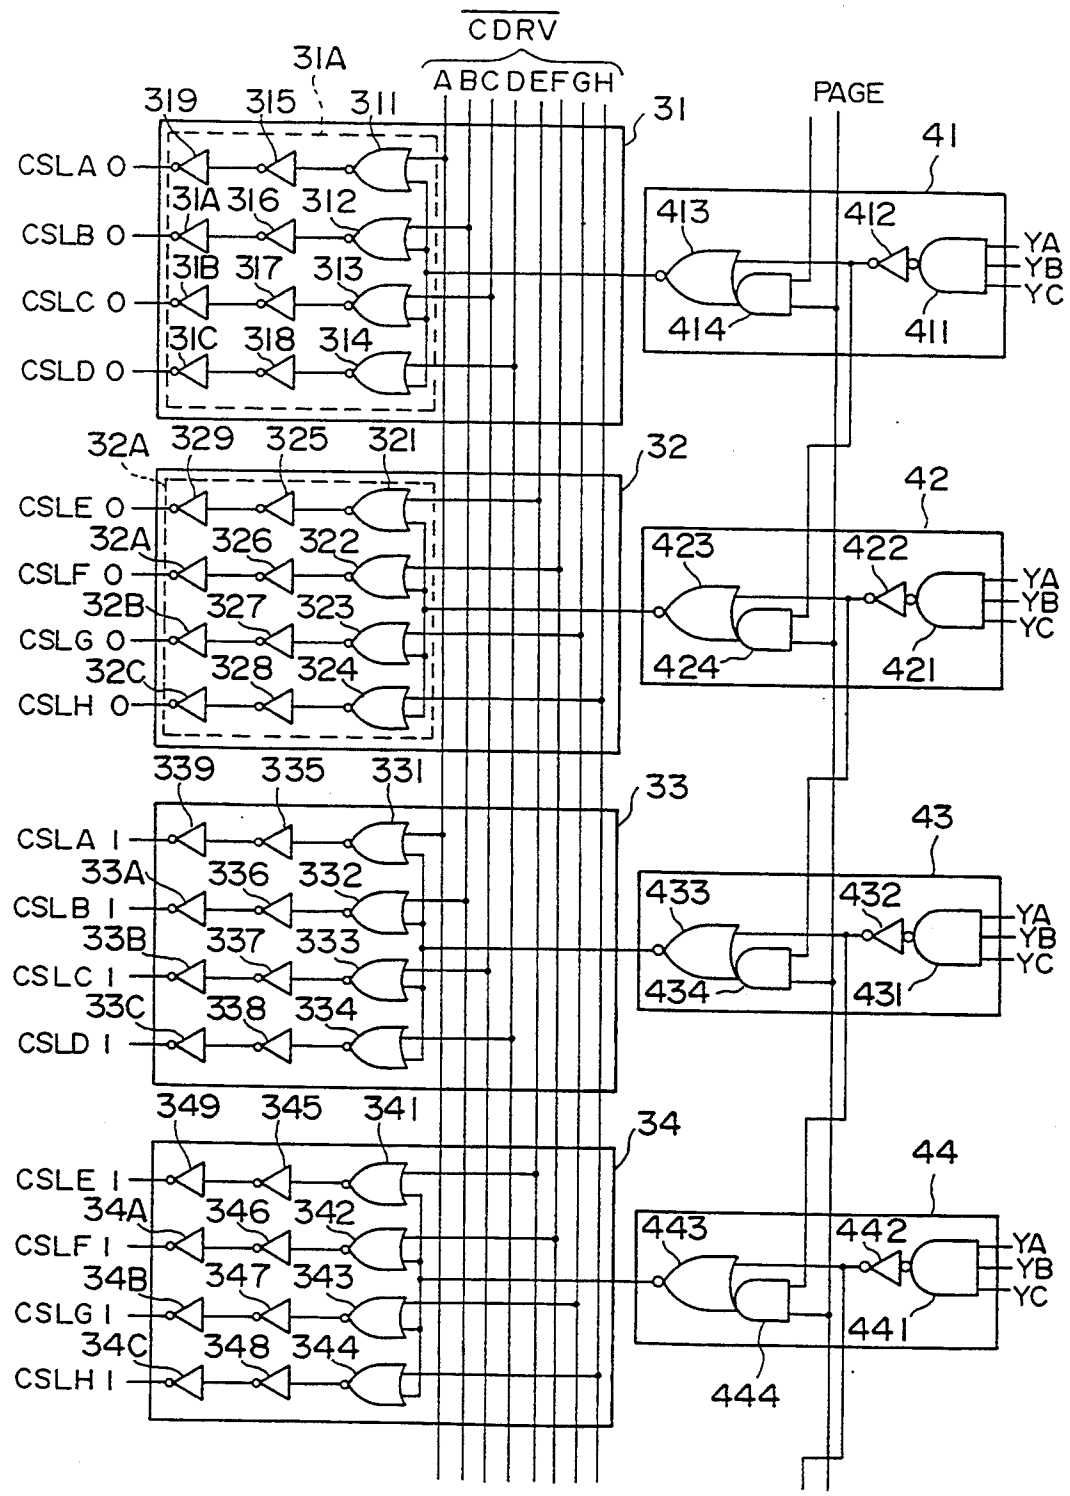 CDRV
31A
A B C D E F G H
PAGE
319 315 311 31
CSLA 0
41
31A 316 312
413 412
CSLB 0
YA
YB
YC
31B 317 313
CSLC 0
414 411
31C 318 314
CSLD 0
32A 329 325 321 32
42
CSLE 0
32A 326 322
423 422
CSLF 0
YA
YB
YC
32B 327 323
CSLG 0
424 421
32C 328 324
CSLH 0
339 335 331 33
43
CSLA 1
33A 336 332
433 432
CSLB 1
YA
YB
YC
33B 337 333
CSLC 1
434 431
33C 338 334
CSLD 1
349 345 341 34
44
CSLE 1
34A 346 342
443 442
CSLF 1
YA
YB
YC
34B 347 343
CSLG 1
441
34C 348 344
CSLH 1
444